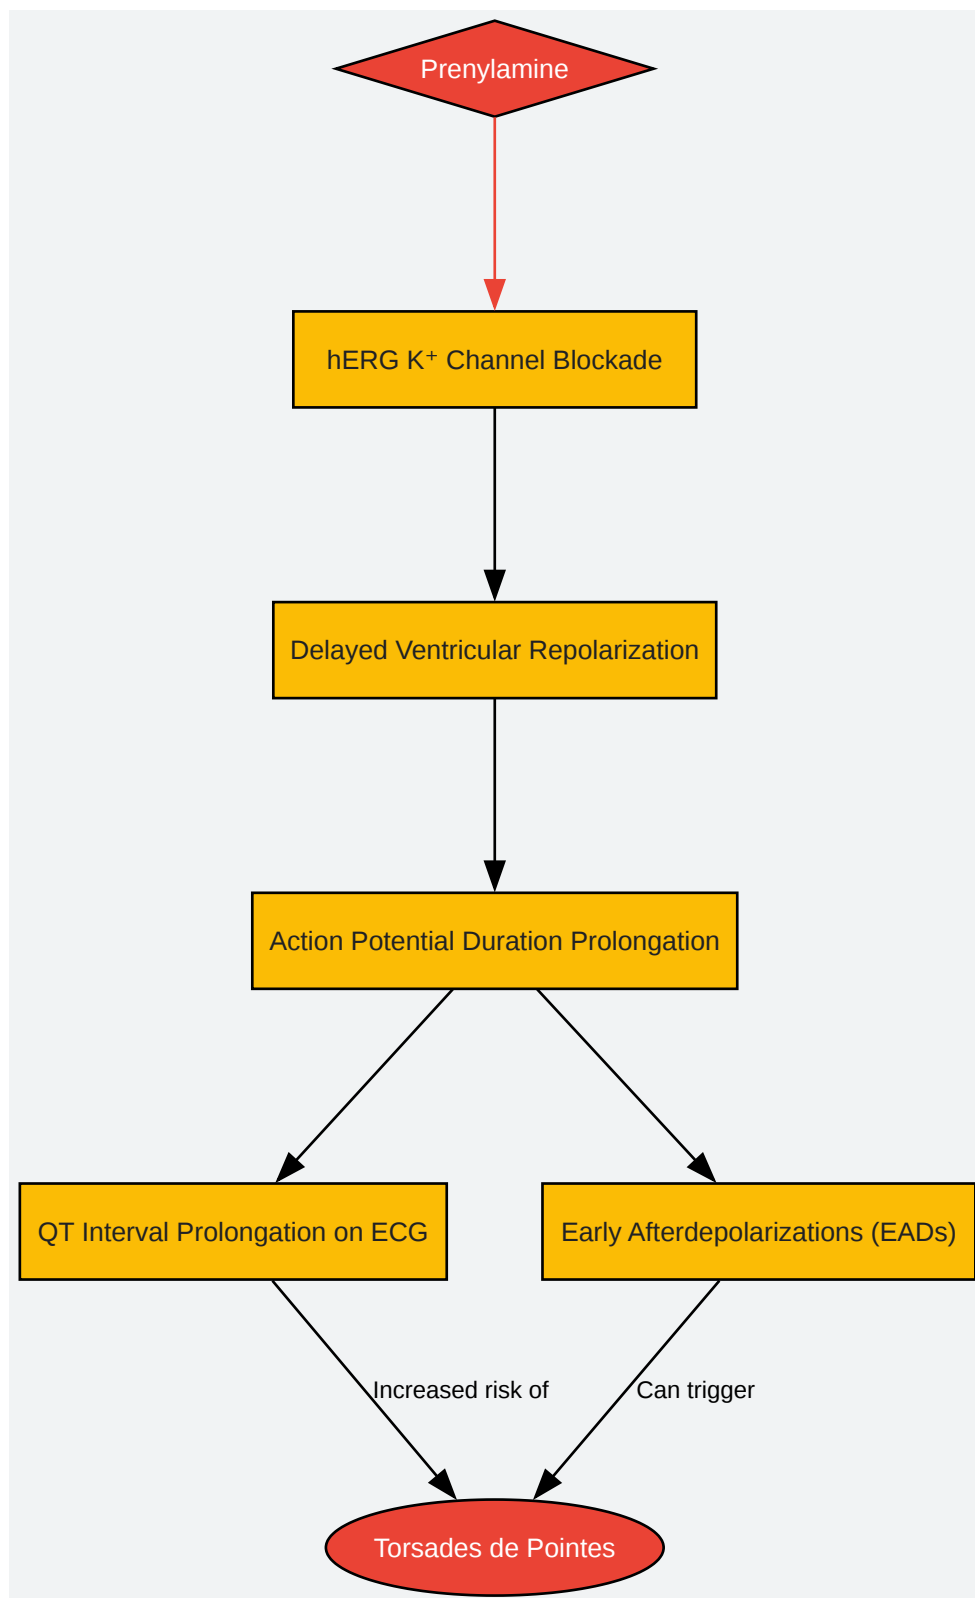 Prenylamine
hERG K⁺ Channel Blockade
Delayed Ventricular Repolarization
Action Potential Duration Prolongation
QT Interval Prolongation on ECG
Early Afterdepolarizations (EADs)
Increased risk of
Can trigger
Torsades de Pointes